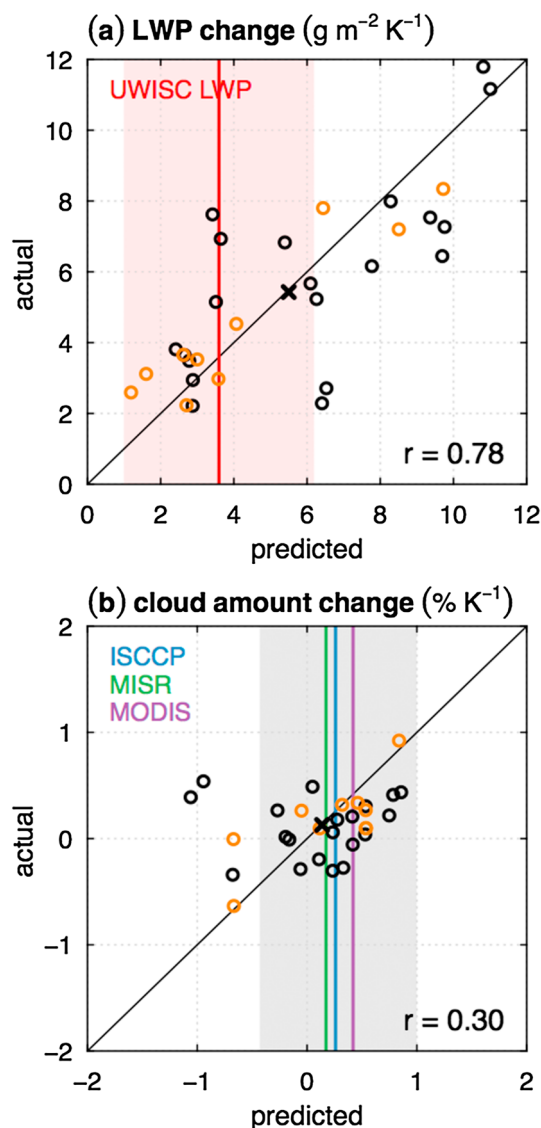 (a) LWP change (g m⁻² K⁻¹)
12
UWISC LWP
10
8
actual
6
4
2
r = 0.78
0
0 2 4 6 8 10 12
predicted
(b) cloud amount change (% K⁻¹)
2
ISCCP
MISR
MODIS
1
actual
0
−1
r = 0.30
−2
−2 −1 0 1 2
predicted